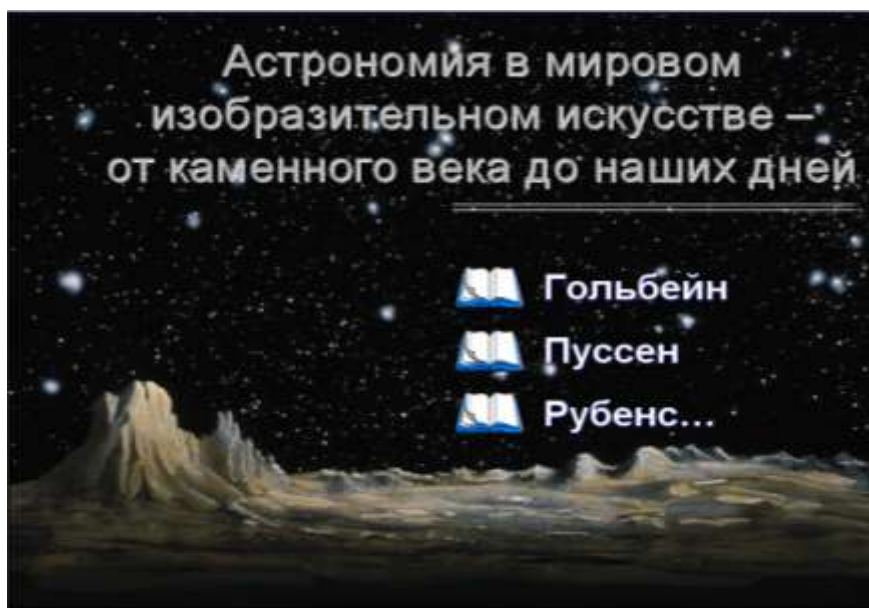 Астрономия в мировом
изобразительном искусстве –
от каменного века до наших дней
Гольбейн
Пуссен
Рубенс...